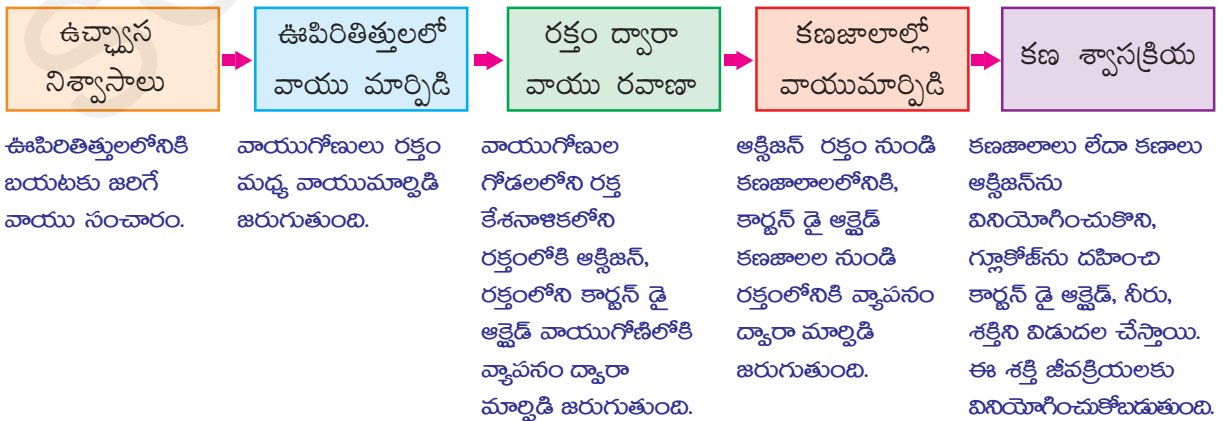 ఉచ్ఛ్వాస
నిశ్వాసాలు
ఊపిరితిత్తులలో
వాయు మార్పిడి
రక్తం ద్వారా
వాయు రవాణా
కణజాలాల్లో
వాయుమార్పిడి
కణ శ్వాసక్రియ
ఊపిరితిత్తులలోనికి
బయటకు జరిగే
వాయు సంచారం.
వాయుగోణులు రక్తం
మధ్య వాయుమార్పిడి
జరుగుతుంది.
వాయుగోణుల
గోడలలోని రక్త
కేశనాళికలోని
రక్తంలోకి ఆక్సిజన్,
రక్తంలోని కార్బన్ డై
ఆక్సైడ్ వాయుగోణిలోకి
వ్యాపనం ద్వారా
మార్పిడి జరుగుతుంది.
ఆక్సిజన్ రక్తం నుండి
కణజాలాలలోనికి,
కార్బన్ డై ఆక్సైడ్
కణజాలల నుండి
రక్తంలోనికి వ్యాపనం
ద్వారా మార్పిడి
జరుగుతుంది.
కణజాలాలు లేదా కణాలు
ఆక్సిజన్‌ను
వినియోగించుకొని,
గ్లూకోజ్‌ను దహించి
కార్బన్ డై ఆక్సైడ్, నీరు,
శక్తిని విడుదల చేస్తాయి.
ఈ శక్తి జీవక్రియలకు
వినియోగించుకోబడుతుంది.